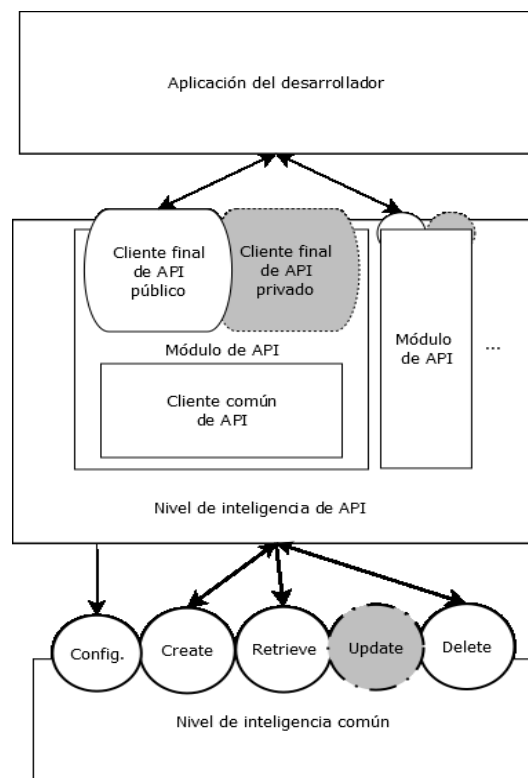 Aplicación del desarrollador
Cliente final
de API
público
Cliente final
de API
privado
Módulo de API
Cliente común
de API
Módulo
de API
...
Nivel de inteligencia de API
Config.
Create
Retrieve
Update
Delete
Nivel de inteligencia común